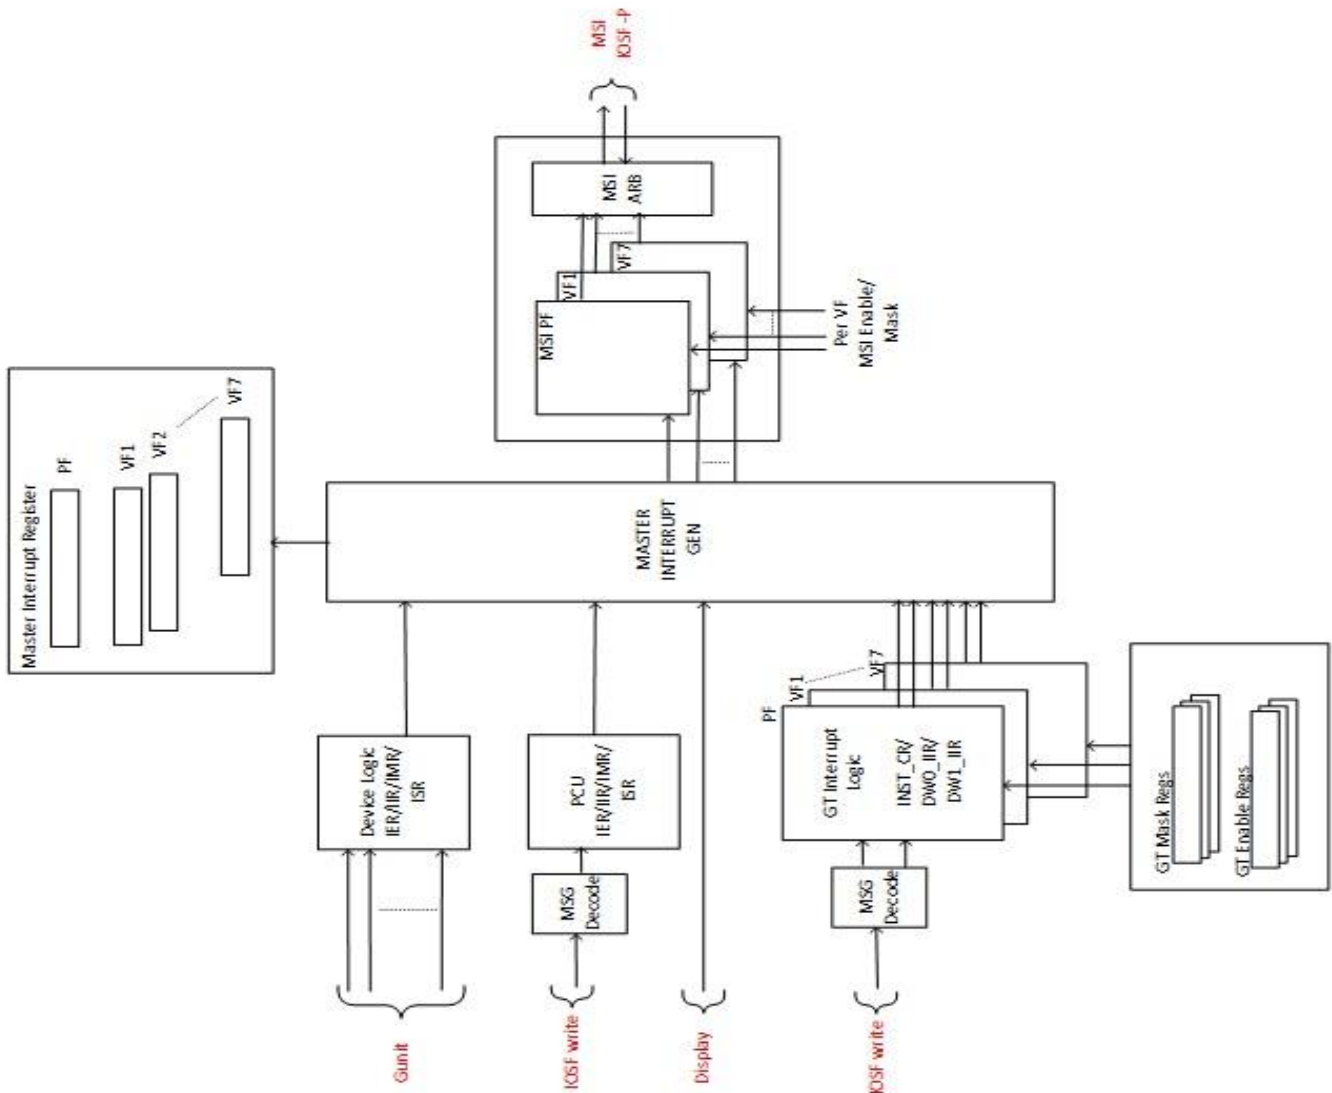 MSI
IOSF-P
MSI
ARB
VF7
VF1
MSI PF
Per VF
MSI Enable/
Mask
Master Interrupt Register
PF
VF1
VF2
VF7
MASTER
INTERRUPT
GEN
Device Logic
IER/IIR/IMR/
ISR
PCU
IER/IIR/IMR/
ISR
MSG
Decode
PF
VF1
VF7
GT Interrupt
Logic
INST_CR/
DW0_IIR/
DW1_IIR
MSG
Decode
GT Mask Regs
GT Enable Regs
Gunit
IOSF write
Display
IOSF write